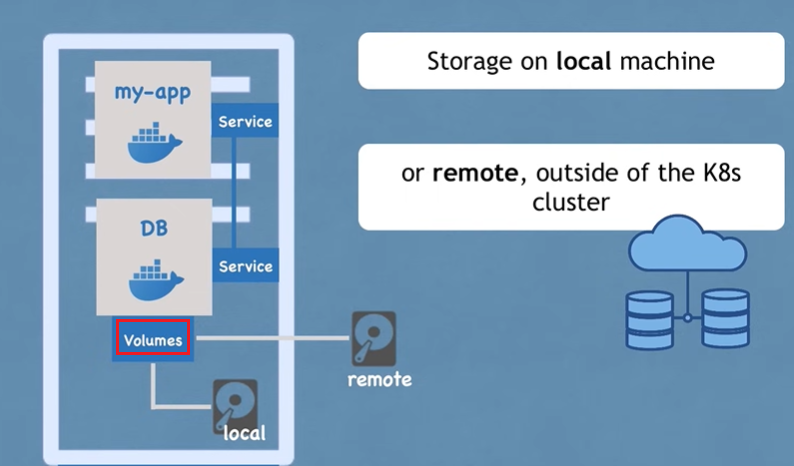 my-app
Service
DB
Service
Volumes
remote
local
Storage on local machine
or remote, outside of the K8s
cluster